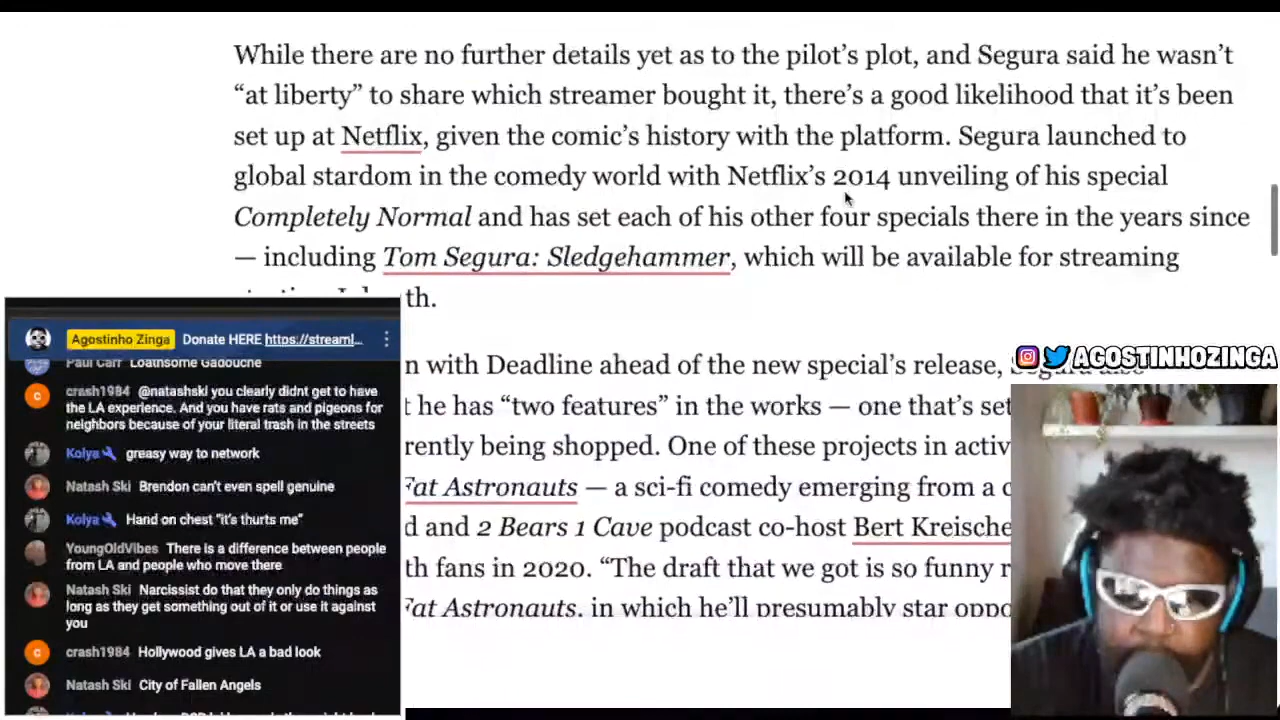 While there are no further details yet as to the pilot’s plot, and Segura said he wasn’t
“at liberty” to share which streamer bought it, there’s a good likelihood that it’s been
set up at Netflix, given the comic’s history with the platform. Segura launched to
global stardom in the comedy world with Netflix’s 2014 unveiling of his special
Completely Normal and has set each of his other four specials there in the years since
— including Tom Segura: Sledgehammer, which will be available for streaming
th.
n with Deadline ahead of the new special’s release,
t he has “two features” in the works — one that’s set
rently being shopped. One of these projects in activ
Fat Astronauts — a sci-fi comedy emerging from a c
d and 2 Bears 1 Cave podcast co-host Bert Kreische
th fans in 2020. “The draft that we got is so funny r
Fat Astronauts, in which he’ll presumably star oppo
Agostinho Zinga Donate HERE https://streaml...
Paul Carr Loathsome Gadouche
crash1984 @natashski you clearly didnt get to have
the LA experience. And you have rats and pigeons for
neighbors because of your literal trash in the streets
Kolya greasy way to network
Natash Ski Brendon can't even spell genuine
Kolya Hand on chest “it’s thurts me”
YoungOldVibes There is a difference between people
from LA and people who move there
Natash Ski Narcissist do that they only do things as
long as they get something out of it or use it against
you
crash1984 Hollywood gives LA a bad look
Natash Ski City of Fallen Angels
AGOSTINHOZINGA